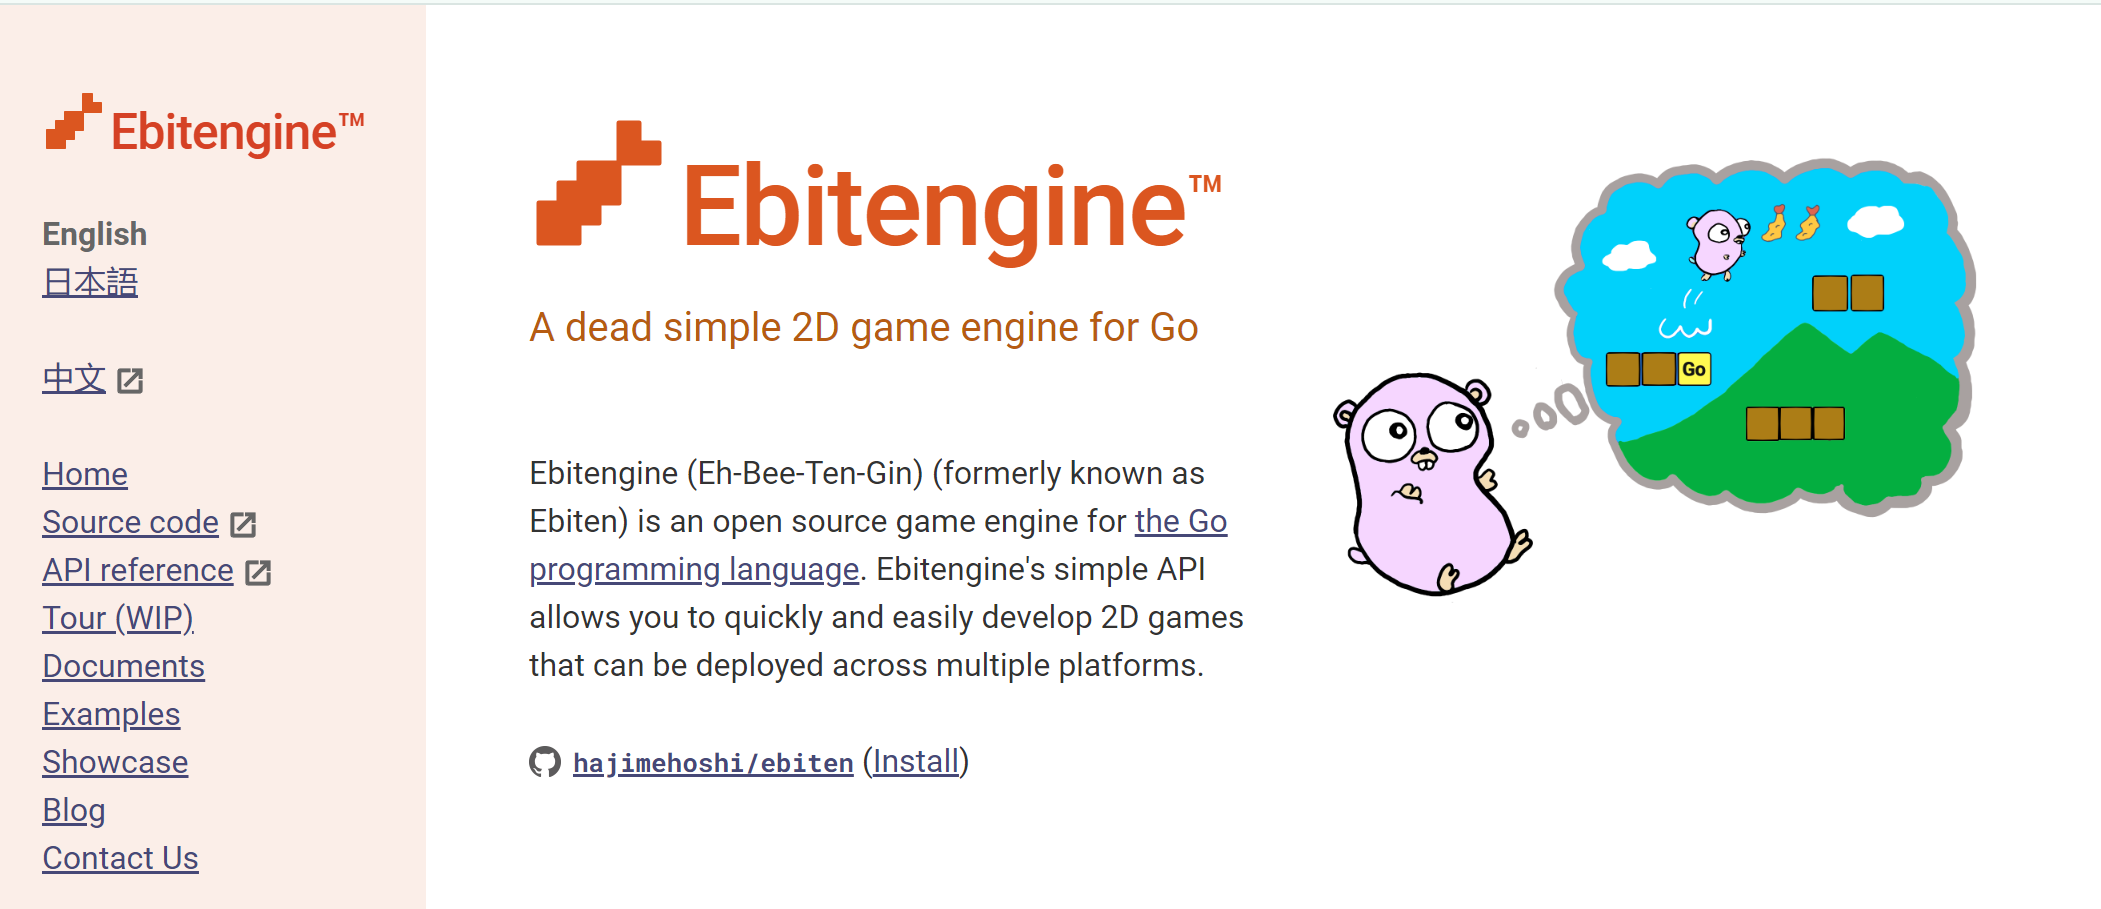 Ebitengine™
English
日本語
中文
Home
Source code
API reference
Tour (WIP)
Documents
Examples
Showcase
Blog
Contact Us
Ebitengine™
A dead simple 2D game engine for Go
Ebitengine (Eh-Bee-Ten-Gin) (formerly known as
Ebiten) is an open source game engine for the Go
programming language. Ebitengine's simple API
allows you to quickly and easily develop 2D games
that can be deployed across multiple platforms.
hajimehoshi/ebiten (Install)
Go